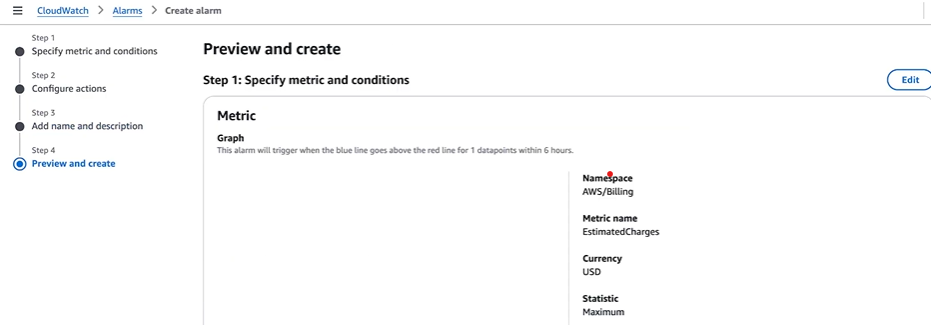 CloudWatch > Alarms > Create alarm
Step 1
Specify metric and conditions
Step 2
Configure actions
Step 3
Add name and description
Step 4
Preview and create
Preview and create
Step 1: Specify metric and conditions
Edit
Metric
Graph
This alarm will trigger when the blue line goes above the red line for 1 datapoints within 6 hours.
Namespace
AWS/Billing
Metric name
EstimatedCharges
Currency
USD
Statistic
Maximum